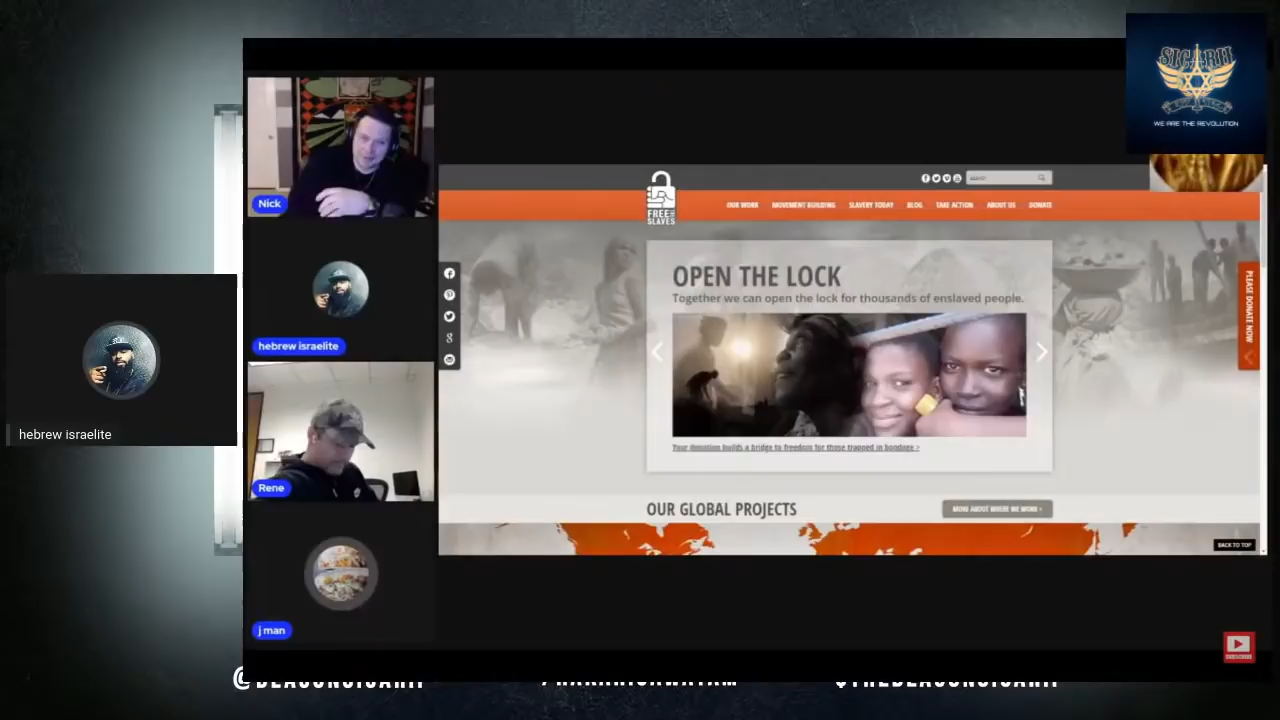 SICARII
WE ARE THE REVOLUTION
Nick
hebrew israelite
Rene
j man
hebrew israelite
FREE THE
SLAVES
OUR WORK MOVEMENT BUILDING SLAVERY TODAY BLOG TAKE ACTION ABOUT US DONATE
OPEN THE LOCK
Together we can open the lock for thousands of enslaved people.
Your donation builds a bridge to freedom for those trapped in bondage >
PLEASE DONATE NOW
OUR GLOBAL PROJECTS
MORE ABOUT WHERE WE WORK >
BACK TO TOP
SUBSCRIBE